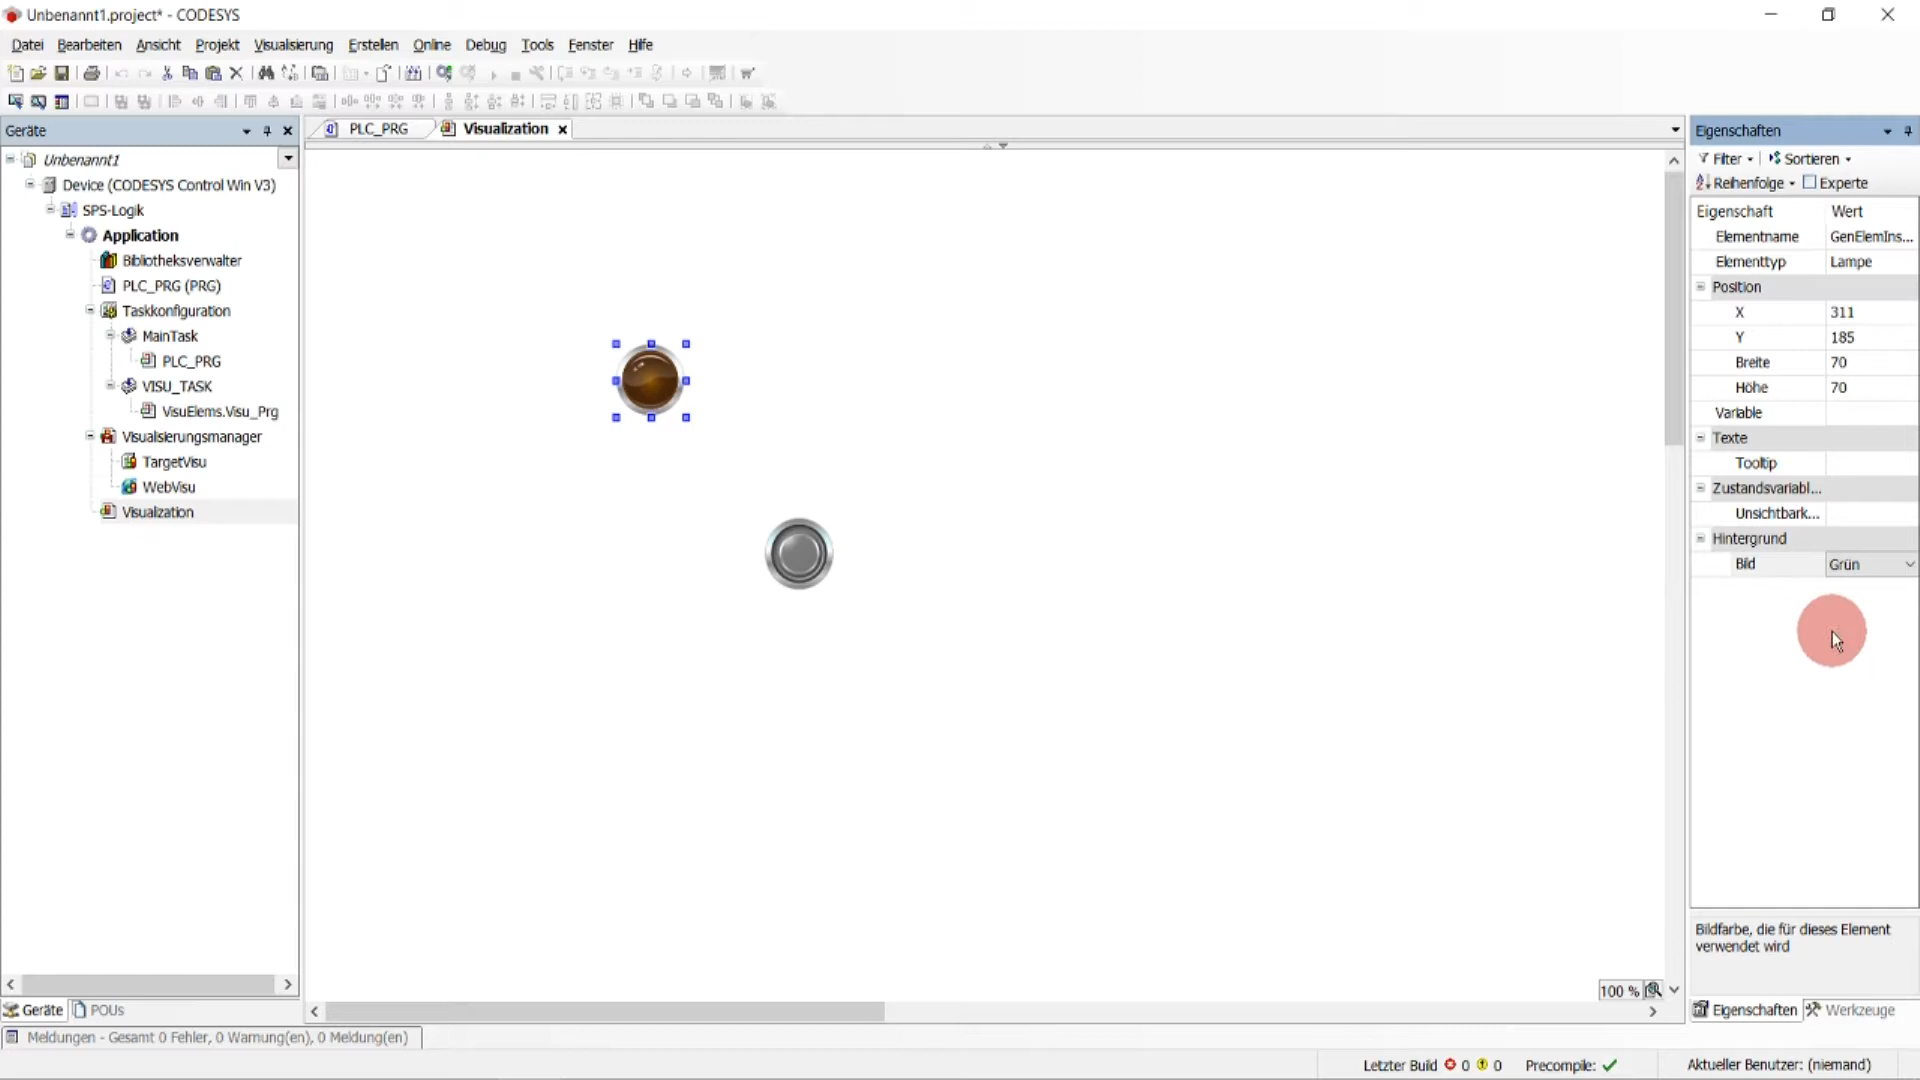 Unbenannt1.project* - CODESYS
Datei Bearbeiten Ansicht Projekt Visualisierung Erstellen Online Debug Tools Fenster Hilfe
Geräte
PLC_PRG
Visualization
Eigenschaften
Filter Sortieren
Reihenfolge Experte
Unbenannt1
Device (CODESYS Control Win V3)
SPS-Logik
Application
Bibliotheksverwalter
PLC_PRG (PRG)
Taskkonfiguration
MainTask
PLC_PRG
VISU_TASK
VisuElems.Visu_Prg
Visualisierungsmanager
TargetVisu
WebVisu
Visualization
Eigenschaft Wert
Elementname GenElemIns...
Elementtyp Lampe
Position
X 311
Y 185
Breite 70
Höhe 70
Variable
Texte
Tooltip
Zustandsvariabl...
Unsichtbark...
Hintergrund
Bild Grün
Bildfarbe, die für dieses Element
verwendet wird
100 %
Geräte POUs
Eigenschaften Werkzeuge
Meldungen - Gesamt 0 Fehler, 0 Warnung(en), 0 Meldung(en)
Letzter Build 0 0 Precompile: Aktueller Benutzer: (niemand)